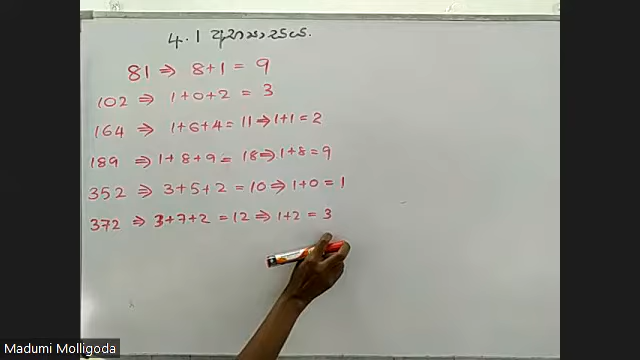 4.1 අභ්‍යාසය.
81 ⇒ 8+1 = 9
102 ⇒ 1+0+2 = 3
164 ⇒ 1+6+4 = 11 ⇒ 1+1 = 2
189 ⇒ 1+8+9 = 18 ⇒ 1+8 = 9
352 ⇒ 3+5+2 = 10 ⇒ 1+0 = 1
372 ⇒ 3+7+2 = 12 ⇒ 1+2 = 3
Madumi Molligoda